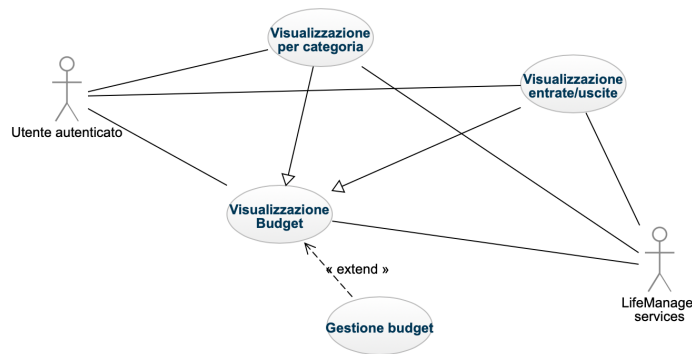 Visualizzazione
per categoria
Visualizzazione
entrate/uscite
Utente autenticato
Visualizzazione
Budget
« extend »
LifeManage
services
Gestione budget